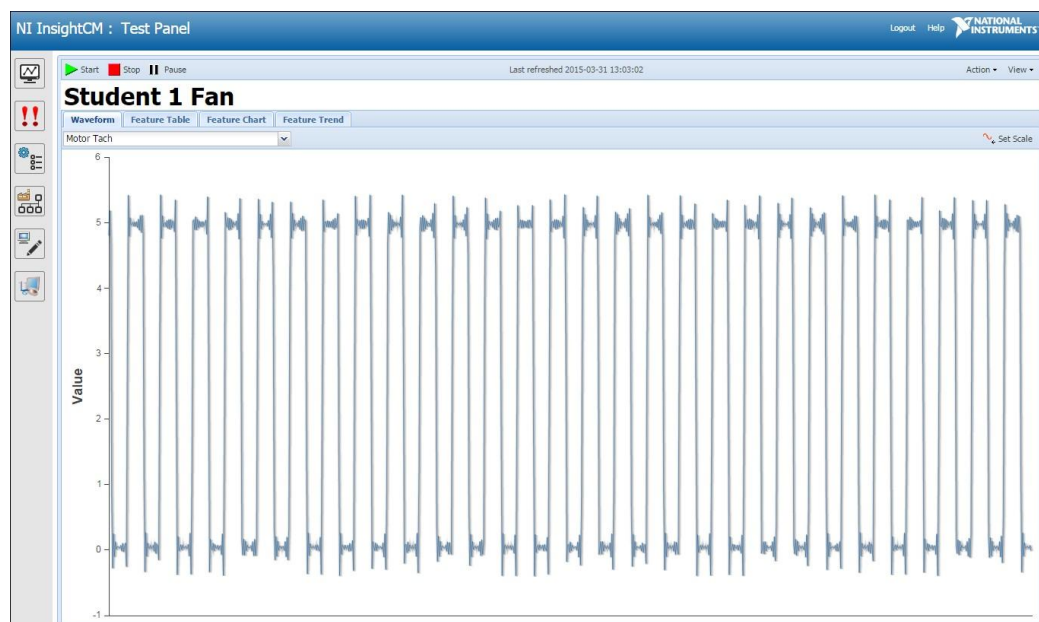 NI InsightCM : Test Panel
Logout Help NATIONAL INSTRUMENTS™
Start Stop Pause Last refreshed 2015-03-31 13:03:02 Action View
Student 1 Fan
Waveform Feature Table Feature Chart Feature Trend
Motor Tach Set Scale
6
5
4
3
2
1
0
-1
Value